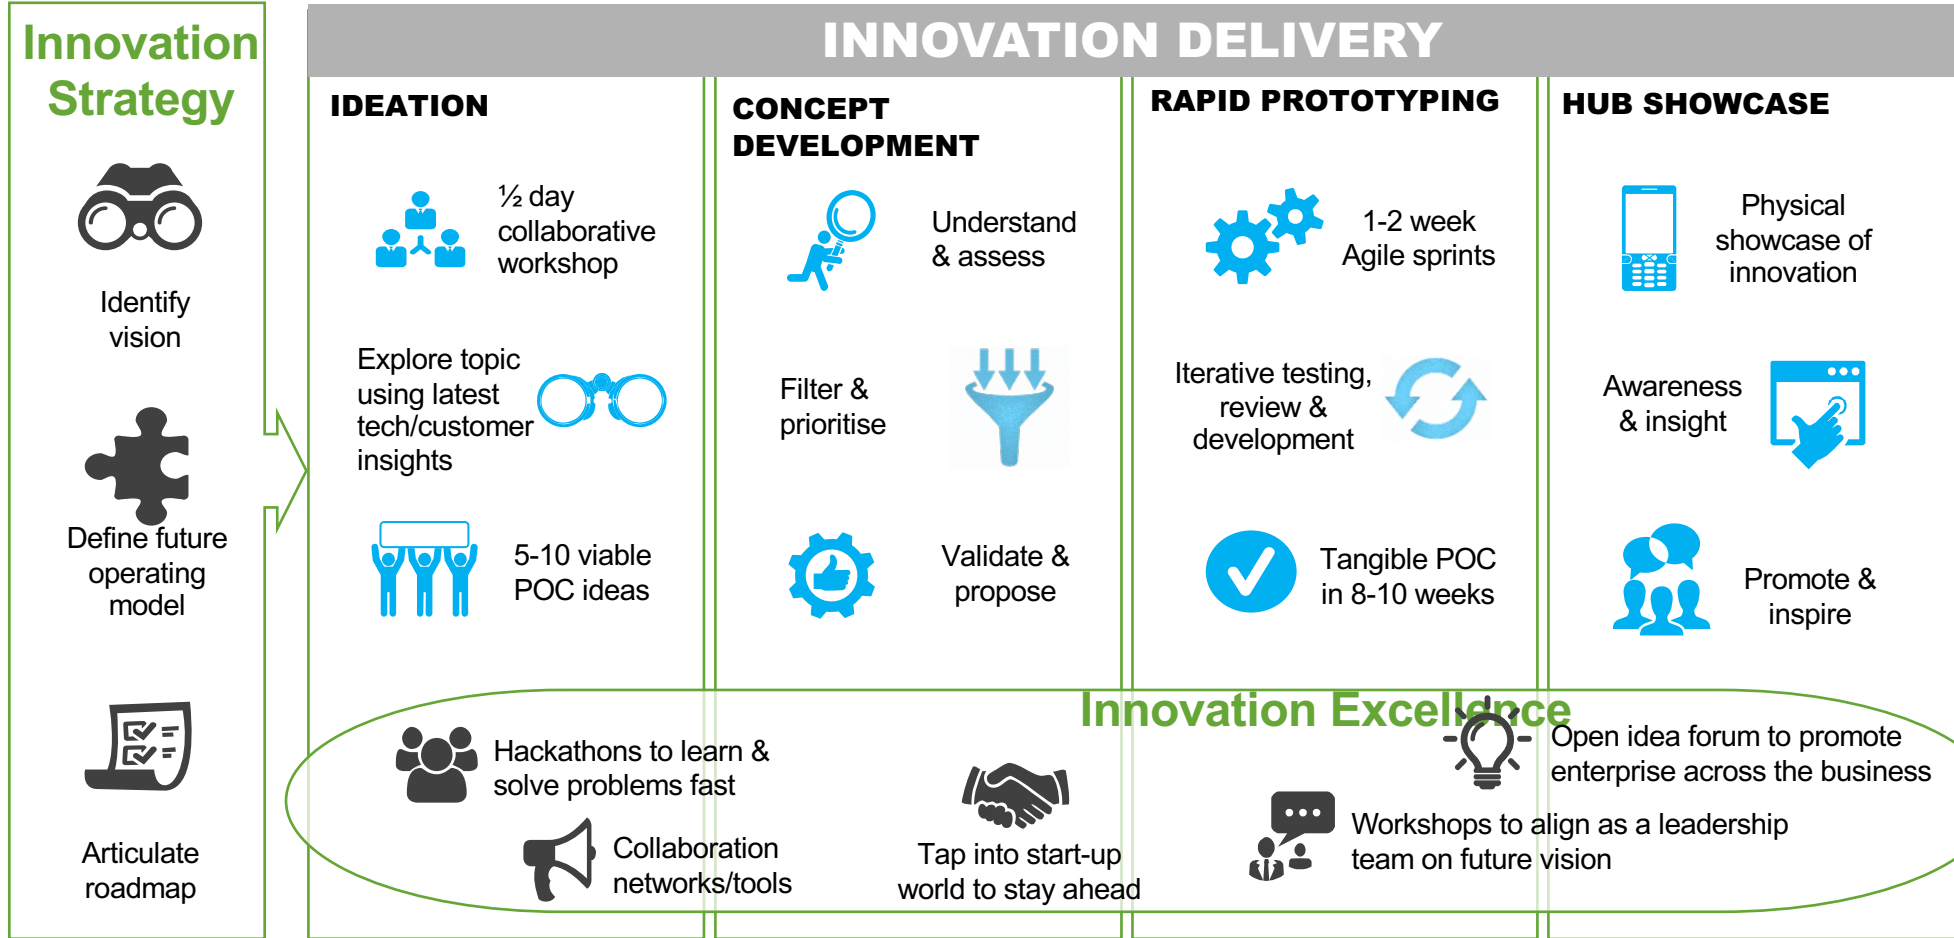 Innovation
Strategy
Identify
vision
Define future
operating
model
Articulate
roadmap
INNOVATION DELIVERY
IDEATION
½ day
collaborative
workshop
Explore topic
using latest
tech/customer
insights
5-10 viable
POC ideas
CONCEPT
DEVELOPMENT
Understand
& assess
Filter &
prioritise
Validate &
propose
RAPID PROTOTYPING
1-2 week
Agile sprints
Iterative testing,
review &
development
Tangible POC
in 8-10 weeks
HUB SHOWCASE
Physical
showcase of
innovation
Awareness
& insight
Promote &
inspire
Innovation Excellence
Hackathons to learn &
solve problems fast
Collaboration
networks/tools
Tap into start-up
world to stay ahead
Open idea forum to promote
enterprise across the business
Workshops to align as a leadership
team on future vision